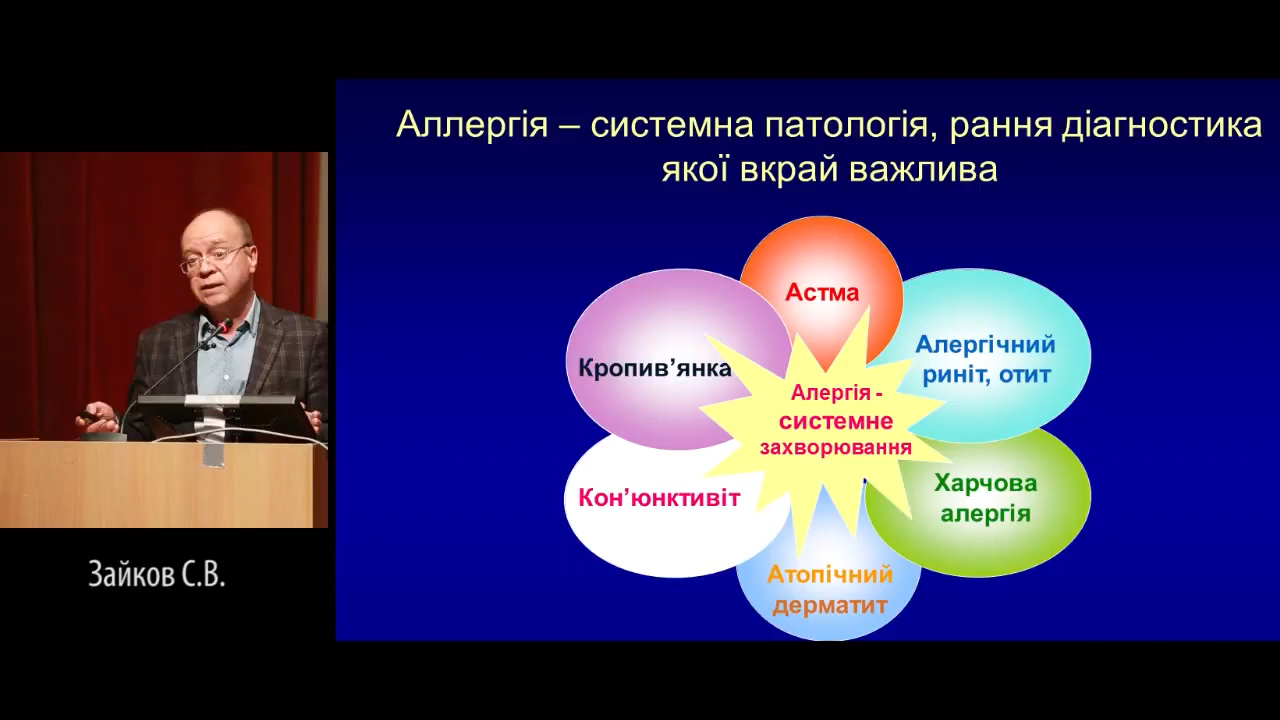 Аллергія – системна патологія, рання діагностика
якої вкрай важлива
Астма
Алергічний
риніт, отит
Кропив’янка
Алергія -
системне
захворювання
Харчова
алергія
Кон’юнктивіт
Атопічний
дерматит
Зайков С.В.